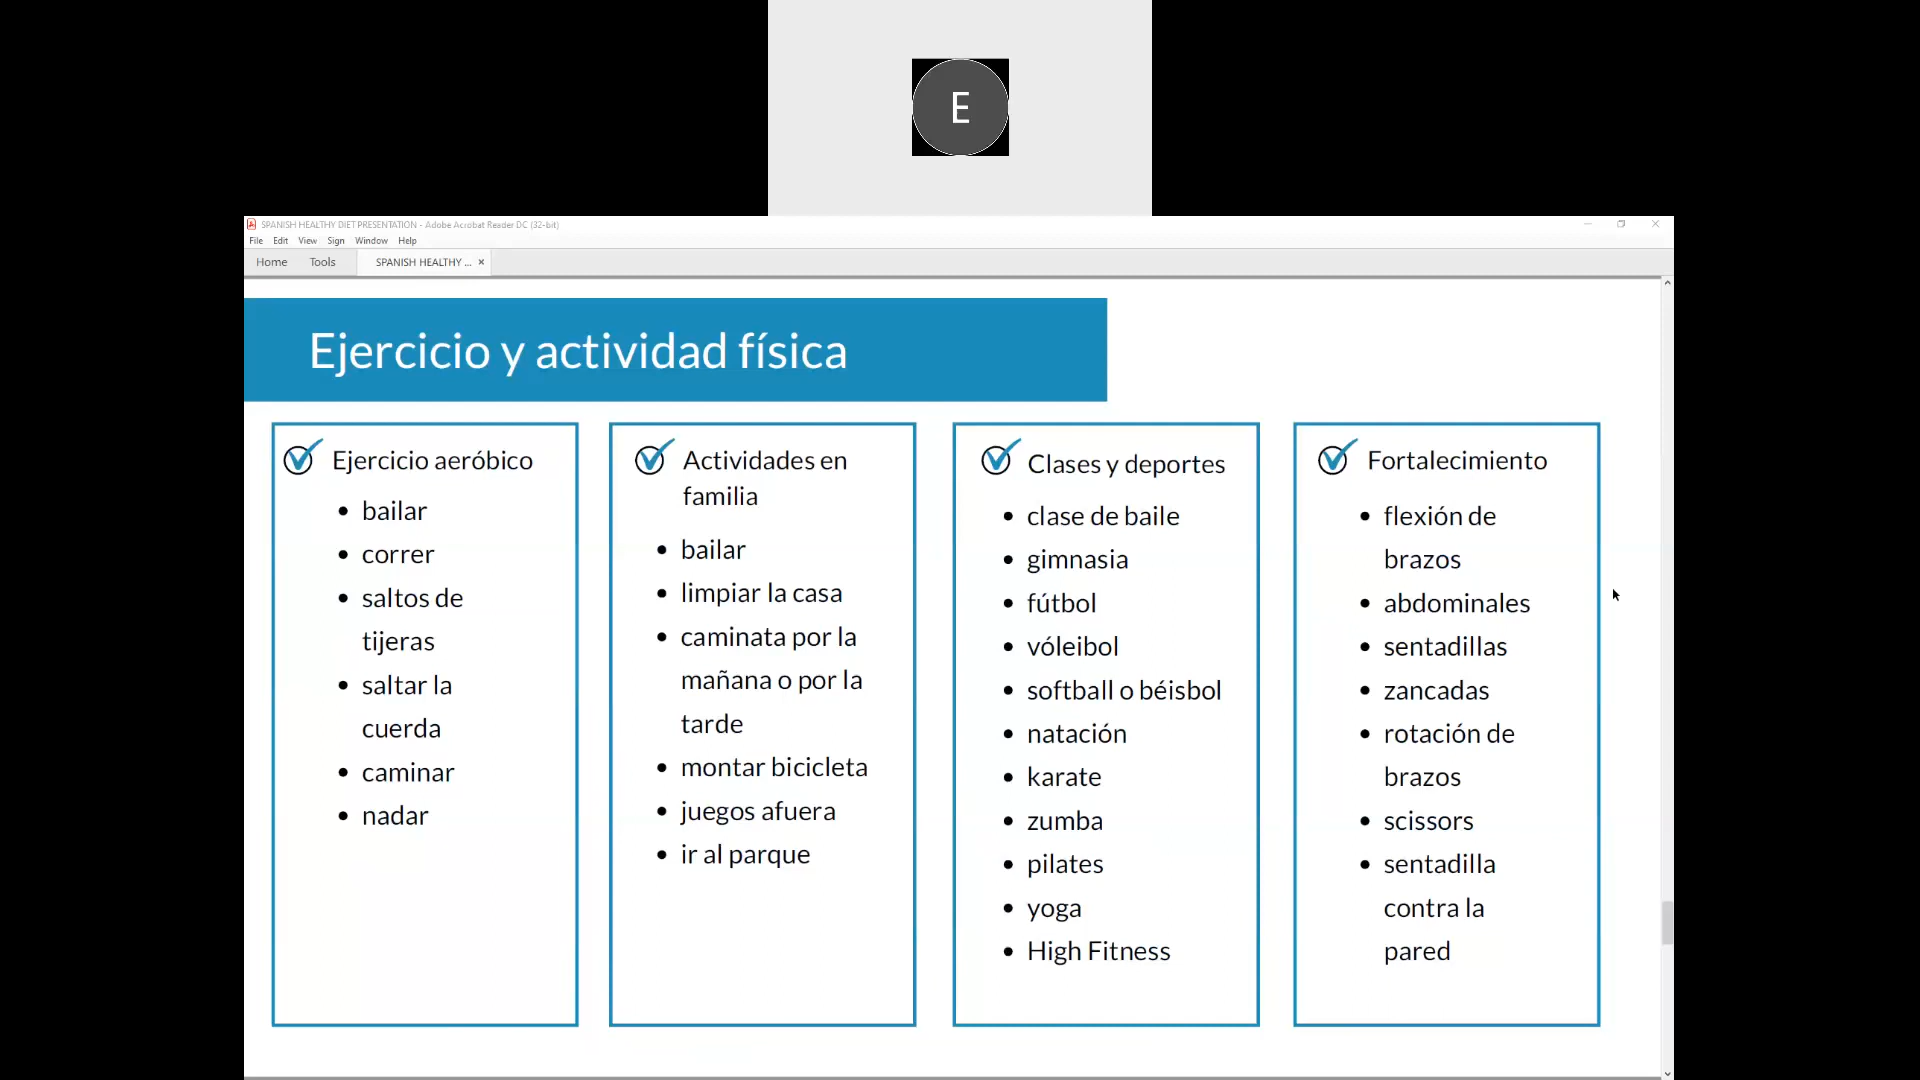 E
SPANISH HEALTHY DIET PRESENTATION - Adobe Acrobat Reader DC (32-bit)
File Edit View Sign Window Help
Home Tools SPANISH HEALTHY ... ×
Ejercicio y actividad física
Ejercicio aeróbico
bailar
correr
saltos de
tijeras
saltar la
cuerda
caminar
nadar
Actividades en
familia
bailar
limpiar la casa
caminata por la
mañana o por la
tarde
montar bicicleta
juegos afuera
ir al parque
Clases y deportes
clase de baile
gimnasia
fútbol
vóleibol
softball o béisbol
natación
karate
zumba
pilates
yoga
High Fitness
Fortalecimiento
flexión de
brazos
abdominales
sentadillas
zancadas
rotación de
brazos
scissors
sentadilla
contra la
pared